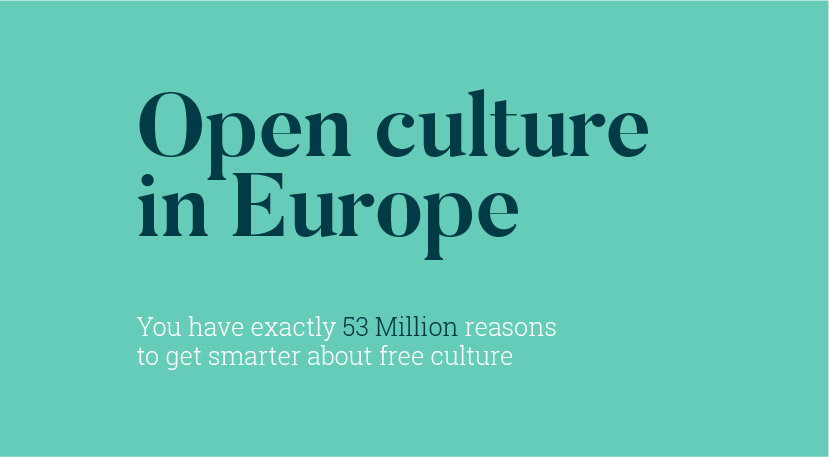 Open culture
in Europe
You have exactly 53 Million reasons
to get smarter about free culture